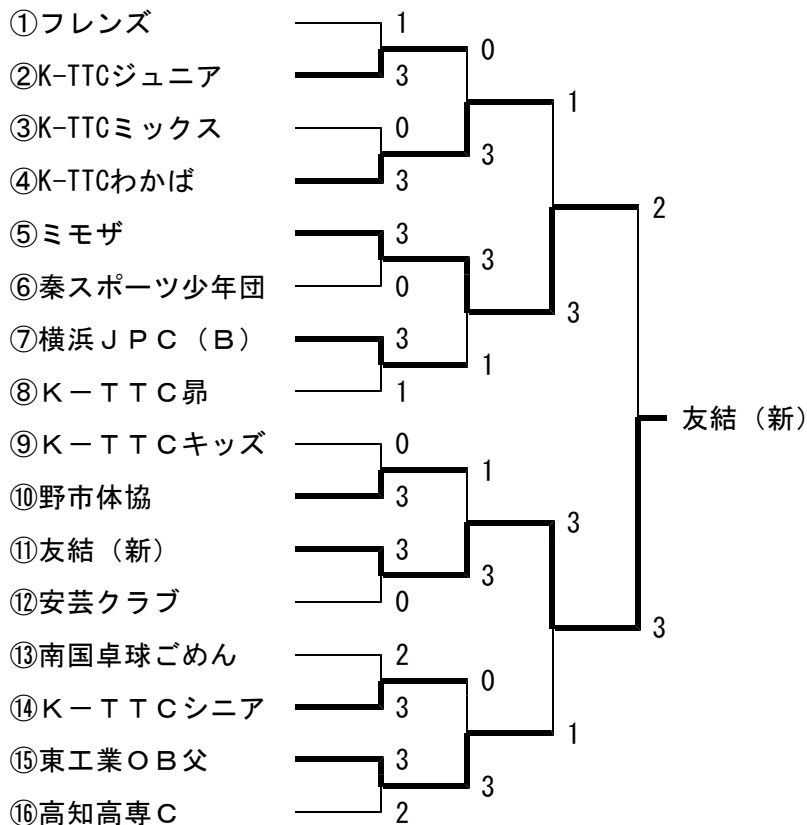 ①フレンズ
1
0
②K-TTCジュニア
3
1
③K-TTCミックス
0
3
④K-TTCわかば
3
2
⑤ミモザ
3
3
⑥秦スポーツ少年団
0
3
⑦横浜ＪＰＣ（Ｂ）
3
1
⑧Ｋ－ＴＴＣ昴
1
友結（新）
⑨Ｋ－ＴＴＣキッズ
0
1
⑩野市体協
3
3
⑪友結（新）
3
3
⑫安芸クラブ
0
3
⑬南国卓球ごめん
2
0
⑭Ｋ－ＴＴＣシニア
3
1
⑮東工業ＯＢ父
3
3
⑯高知高専Ｃ
2